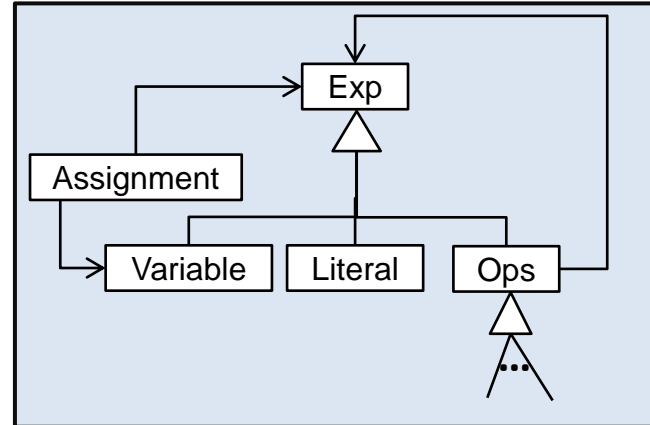 Exp
Assignment
Variable
Literal
Ops
...